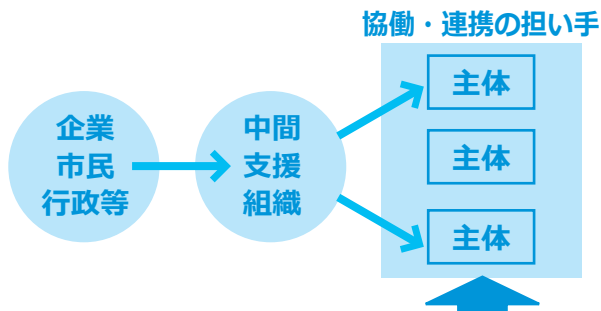 協働・連携の担い手
企業
市民
行政等
中間
支援
組織
主体
主体
主体